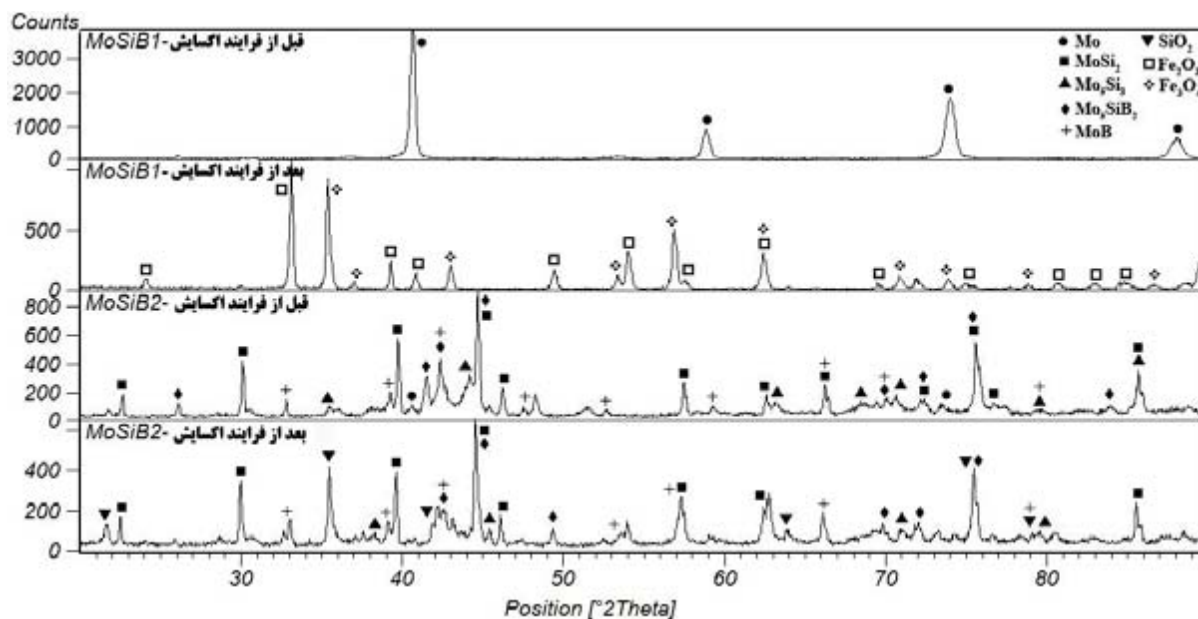 Counts
MoSiB1- قبل از فرایند اکسایش
3000
2000
1000
0
● Mo
■ MoSi₂
▲ Mo₅Si₃
♦ Mo₅SiB₂
+ MoB
▼ SiO₂
□ Fe₂O₃
✧ Fe₃O₄
MoSiB1- بعد از فرایند اکسایش
500
0
MoSiB2- قبل از فرایند اکسایش
800
600
400
200
0
MoSiB2- بعد از فرایند اکسایش
400
200
0
30 40 50 60 70 80
Position [°2Theta]